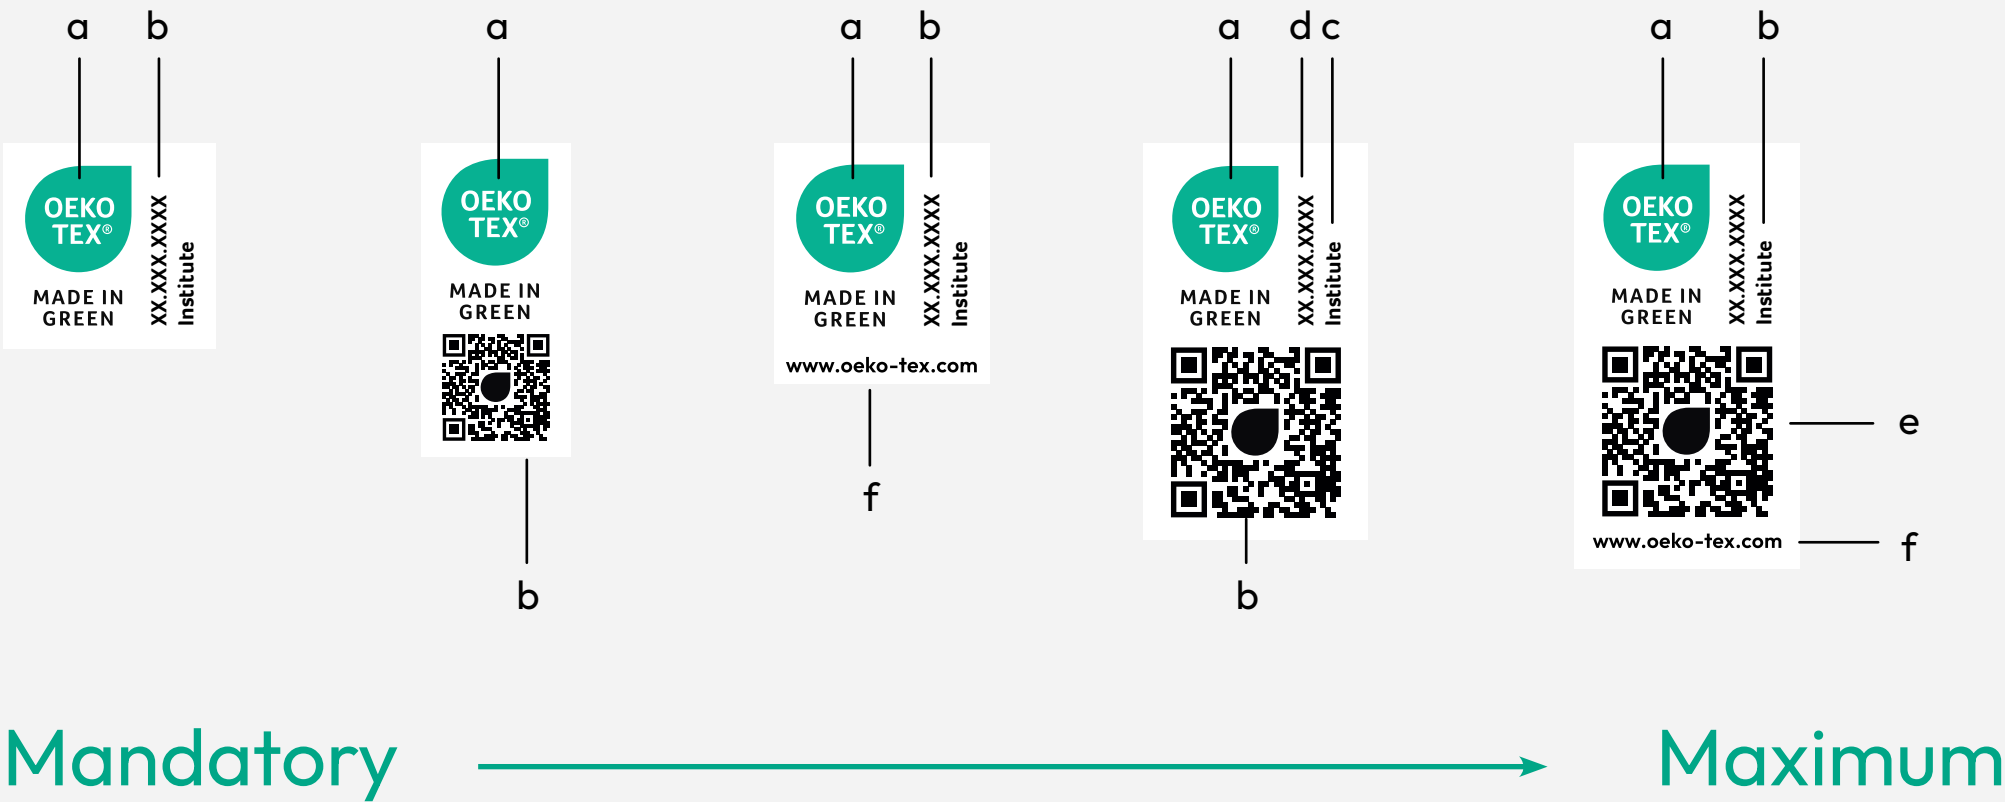 a b
OEKO
TEX®
MADE IN
GREEN
XX.XXX.XXXX
Institute
a
OEKO
TEX®
MADE IN
GREEN
b
a b
OEKO
TEX®
MADE IN
GREEN
XX.XXX.XXXX
Institute
www.oeko-tex.com
f
a d c
OEKO
TEX®
MADE IN
GREEN
XX.XXX.XXXX
Institute
b
a b
OEKO
TEX®
MADE IN
GREEN
XX.XXX.XXXX
Institute
e
www.oeko-tex.com
f
Mandatory
Maximum